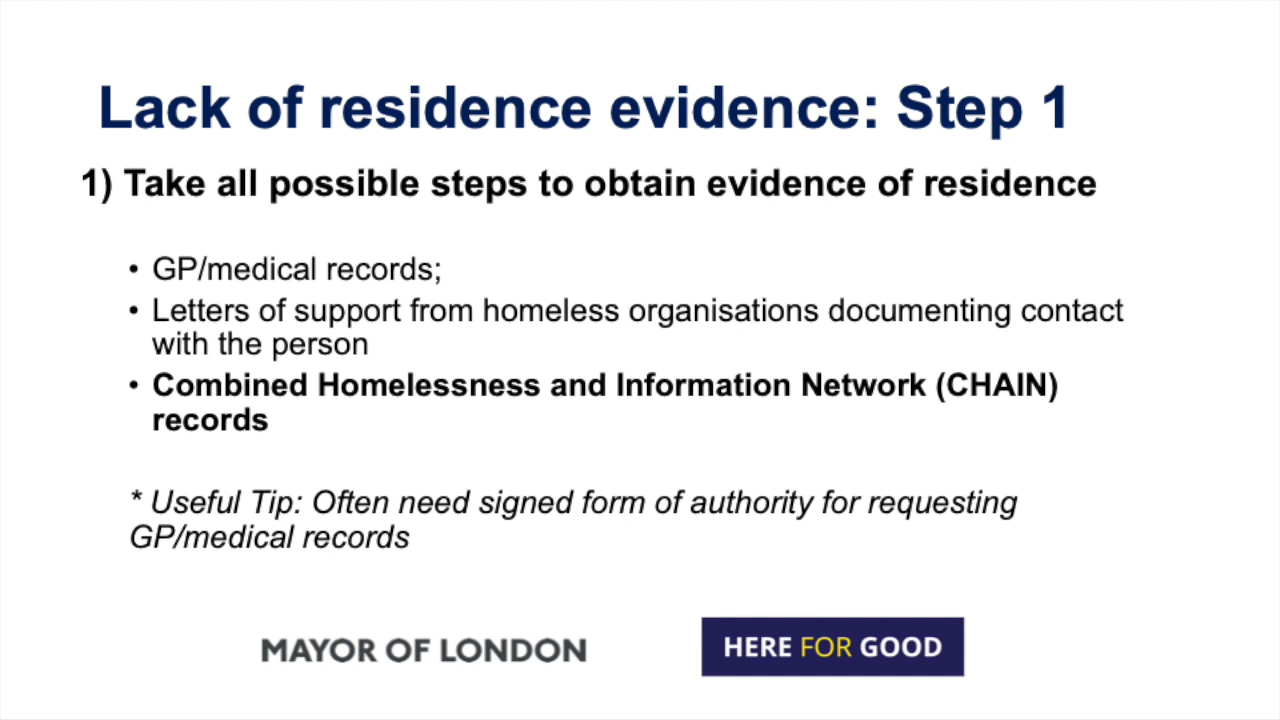 Lack of residence evidence: Step 1
1) Take all possible steps to obtain evidence of residence
• GP/medical records;
• Letters of support from homeless organisations documenting contact
with the person
• Combined Homelessness and Information Network (CHAIN)
records
* Useful Tip: Often need signed form of authority for requesting
GP/medical records
MAYOR OF LONDON
HERE FOR GOOD